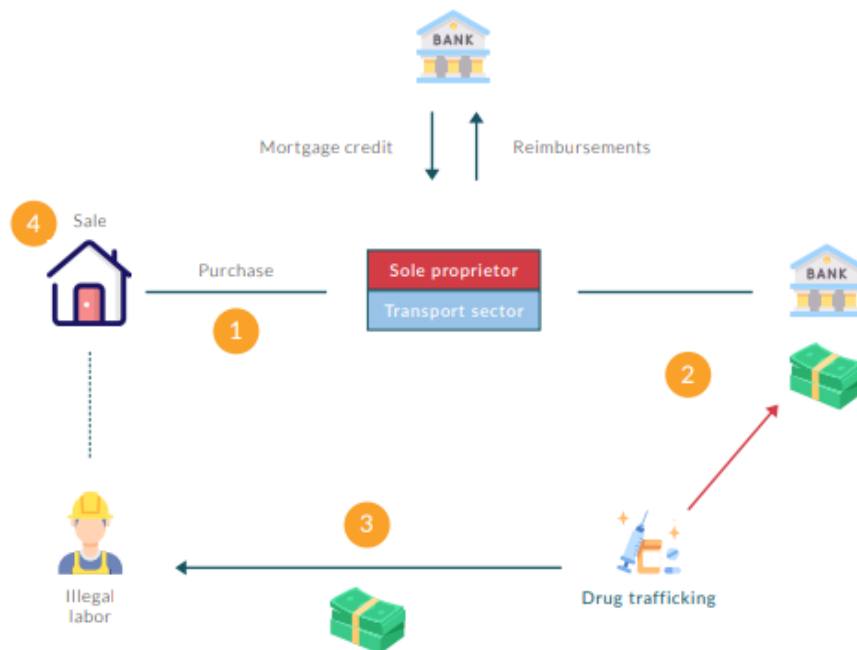 BANK
Mortgage credit
Reimbursements
4
Sale
Purchase
Sole proprietor
Transport sector
BANK
1
2
3
Illegal
labor
Drug trafficking